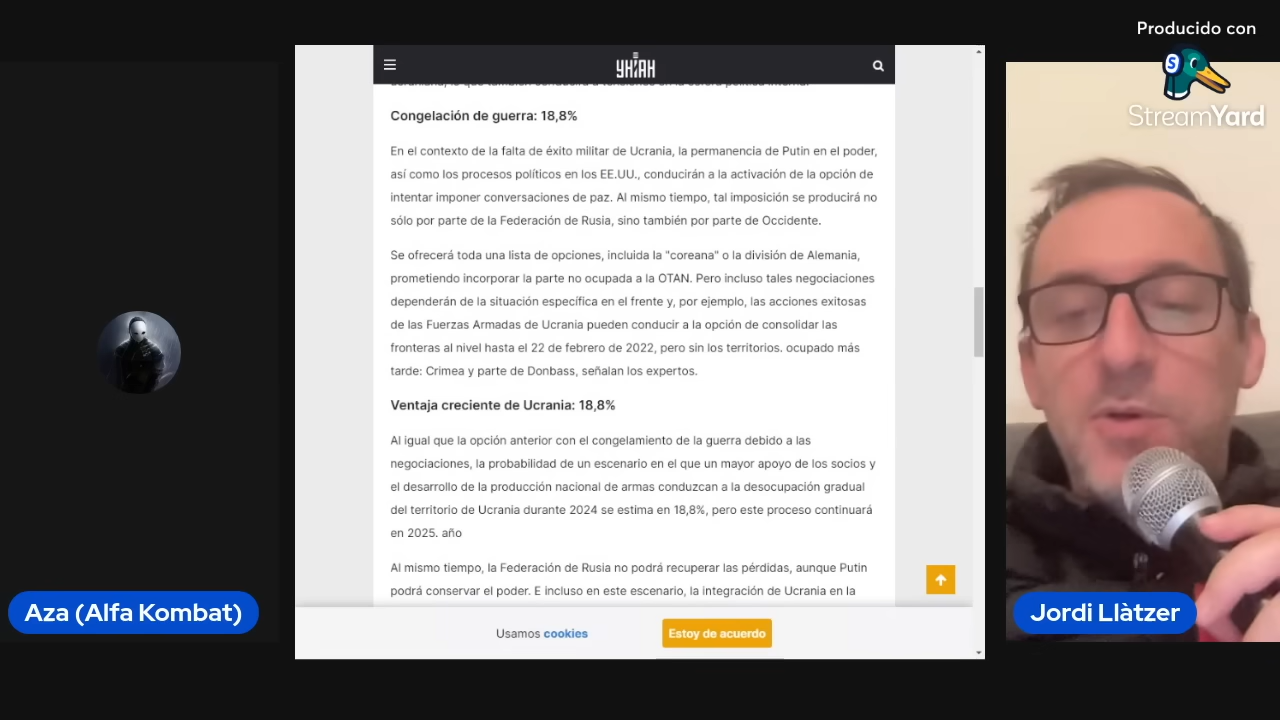 Producido con
StreamYard
УНІАН
Congelación de guerra: 18,8%
En el contexto de la falta de éxito militar de Ucrania, la permanencia de Putin en el poder,
así como los procesos políticos en los EE.UU., conducirán a la activación de la opción de
intentar imponer conversaciones de paz. Al mismo tiempo, tal imposición se producirá no
sólo por parte de la Federación de Rusia, sino también por parte de Occidente.
Se ofrecerá toda una lista de opciones, incluida la "coreana" o la división de Alemania,
prometiendo incorporar la parte no ocupada a la OTAN. Pero incluso tales negociaciones
dependerán de la situación específica en el frente y, por ejemplo, las acciones exitosas
de las Fuerzas Armadas de Ucrania pueden conducir a la opción de consolidar las
fronteras al nivel hasta el 22 de febrero de 2022, pero sin los territorios. ocupado más
tarde: Crimea y parte de Donbass, señalan los expertos.
Ventaja creciente de Ucrania: 18,8%
Al igual que la opción anterior con el congelamiento de la guerra debido a las
negociaciones, la probabilidad de un escenario en el que un mayor apoyo de los socios y
el desarrollo de la producción nacional de armas conduzcan a la desocupación gradual
del territorio de Ucrania durante 2024 se estima en 18,8%, pero este proceso continuará
en 2025. año
Al mismo tiempo, la Federación de Rusia no podrá recuperar las pérdidas, aunque Putin
podrá conservar el poder. E incluso en este escenario, la integración de Ucrania en la
Usamos cookies
Estoy de acuerdo
Aza (Alfa Kombat)
Jordi Llàtzer